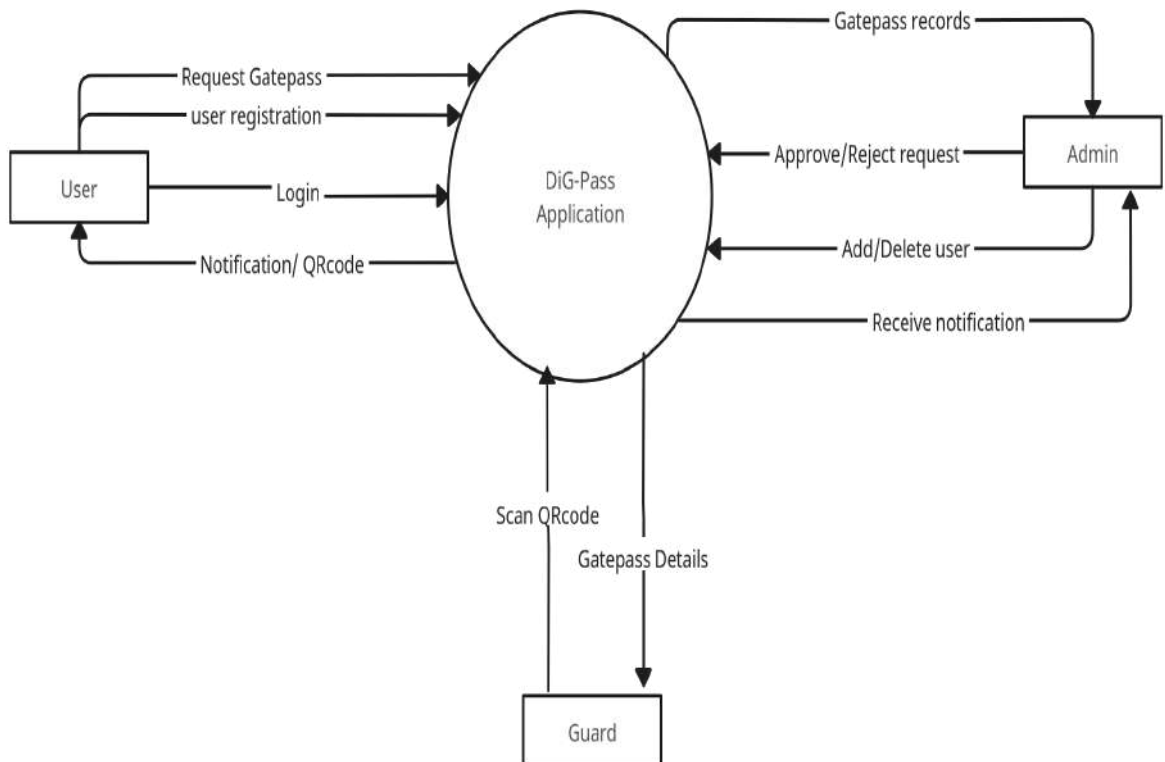 Gatepass records
Request Gatepass
user registration
Approve/Reject request
Admin
User
Login
DiG-Pass
Application
Add/Delete user
Notification/ QRcode
Receive notification
Scan QRcode
Gatepass Details
Guard